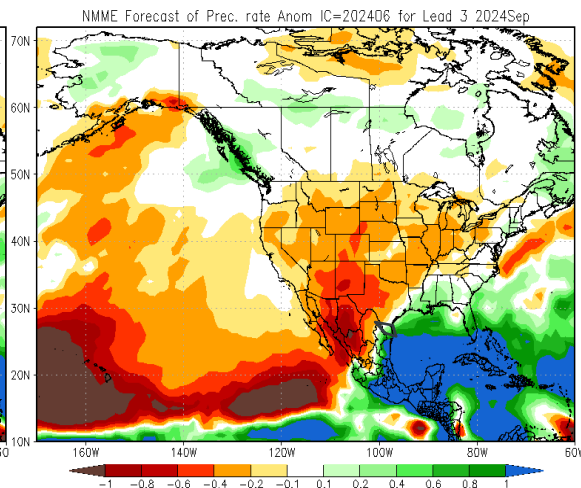 NMME Forecast of Prec. rate Anom IC=202406 for Lead 3 2024Sep
70N
60N
50N
40N
30N
20N
10N
160W 140W 120W 100W 80W 60W
-1 -0.8 -0.6 -0.4 -0.2 -0.1 0.1 0.2 0.4 0.6 0.8 1